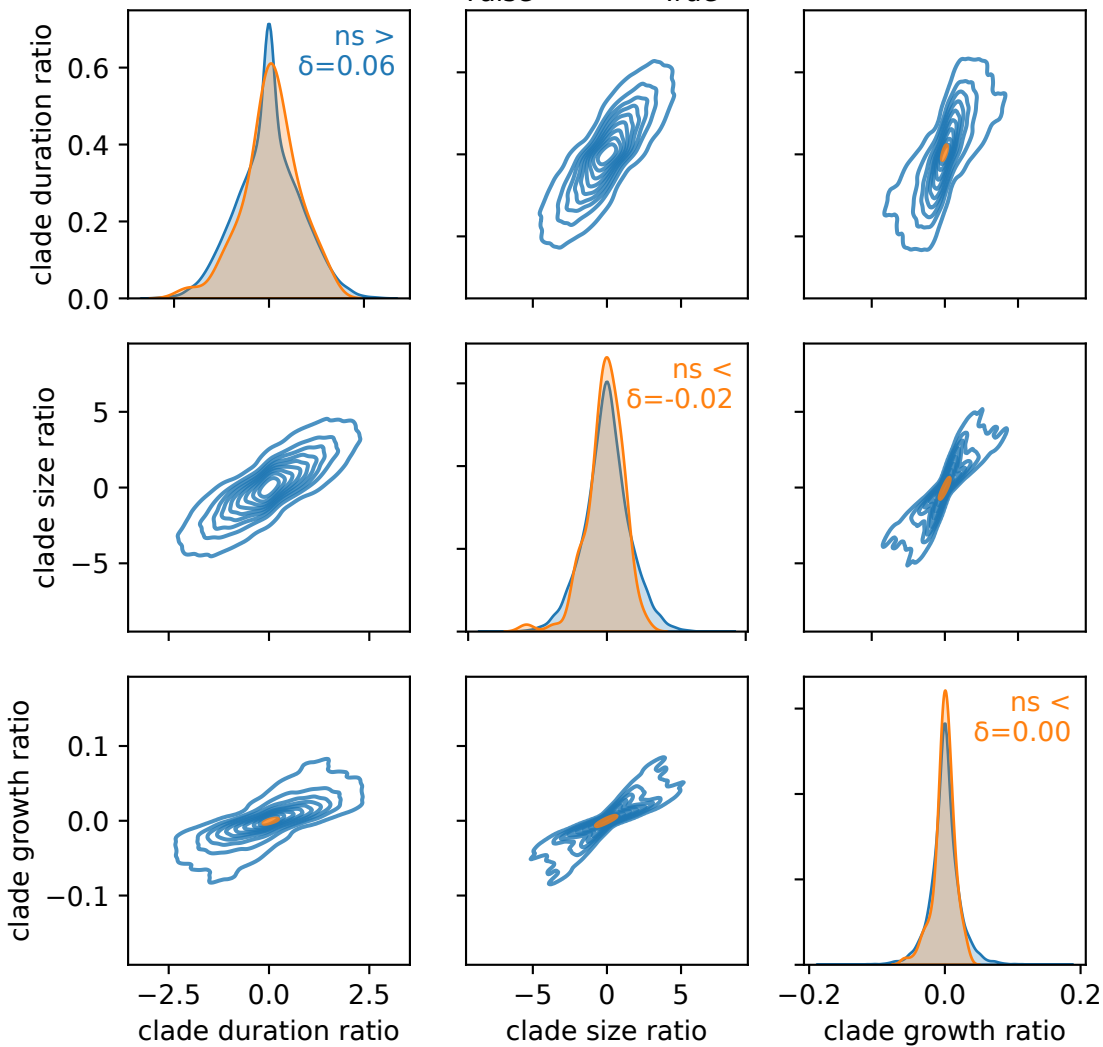 ns >
δ=0.06
clade duration ratio
0.6
0.4
0.2
0.0
ns <
δ=-0.02
clade size ratio
5
0
−5
ns <
δ=0.00
clade growth ratio
0.1
0.0
−0.1
−2.5 0.0 2.5
−5 0 5
−0.2 0.0 0.2
clade duration ratio
clade size ratio
clade growth ratio